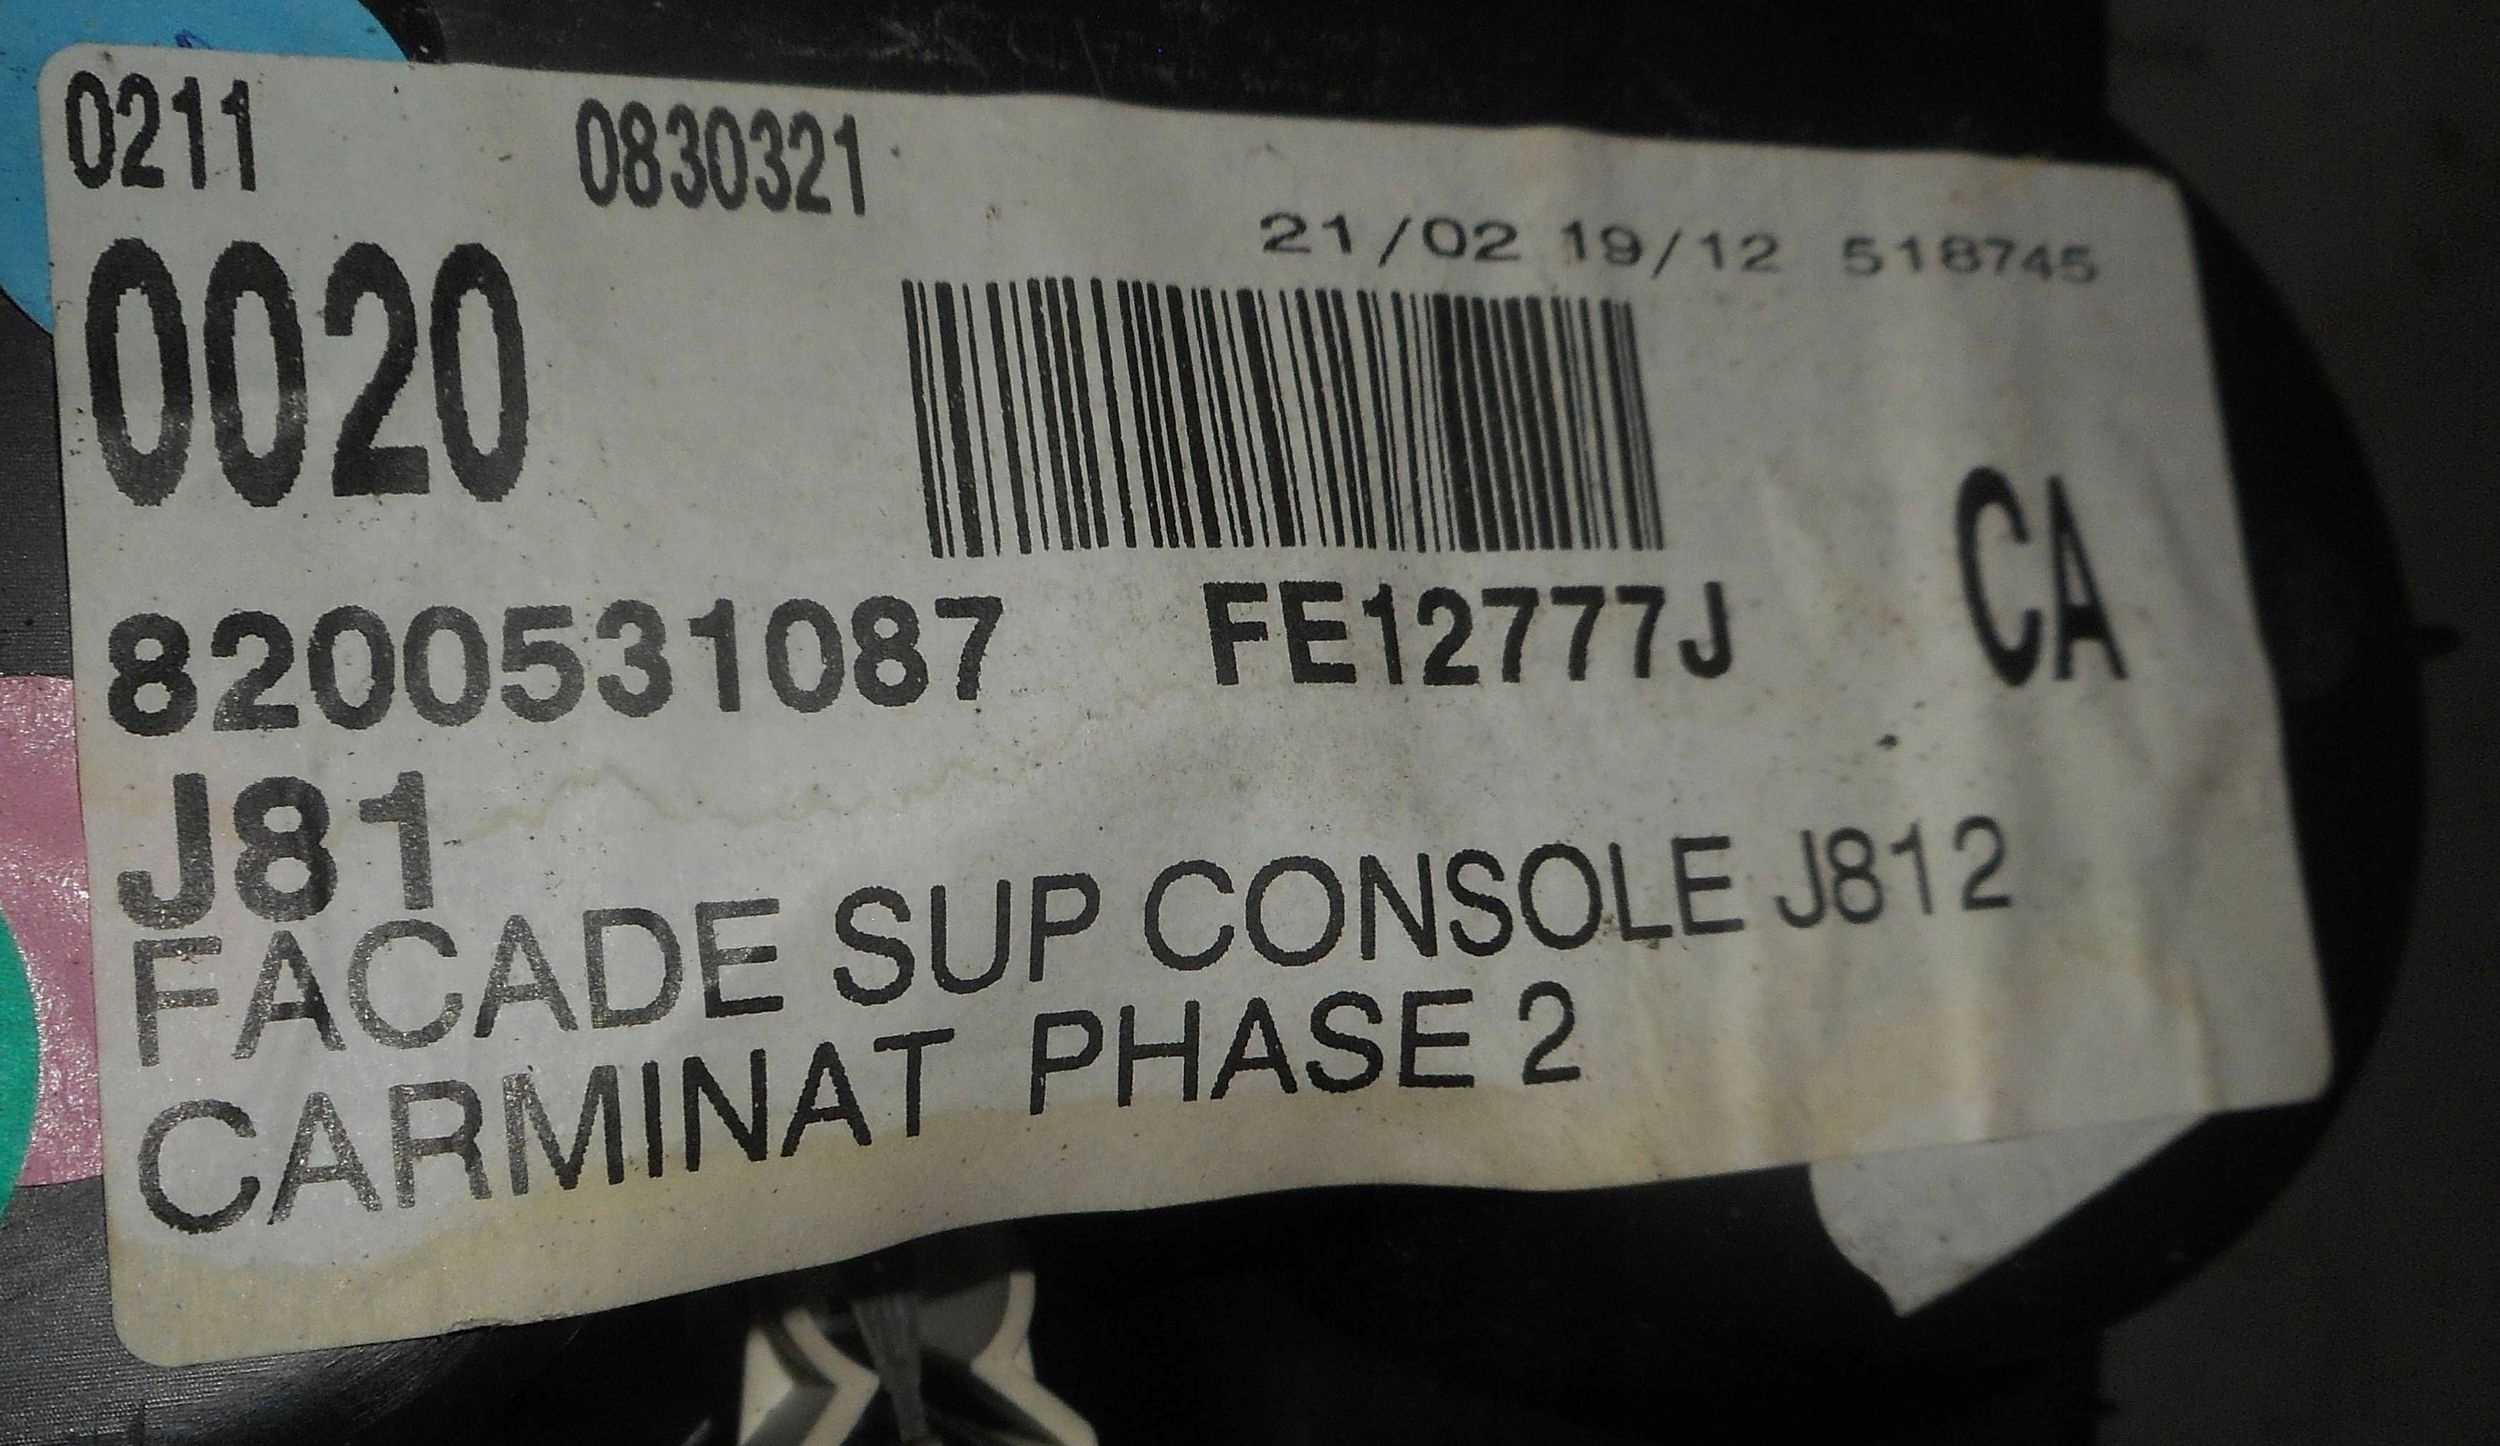 0211 0830321
21/02 19/12 518745
0020
8200531087 FE12777J CA
J81
FACADE SUP CONSOLE J812
CARMINAT PHASE 2